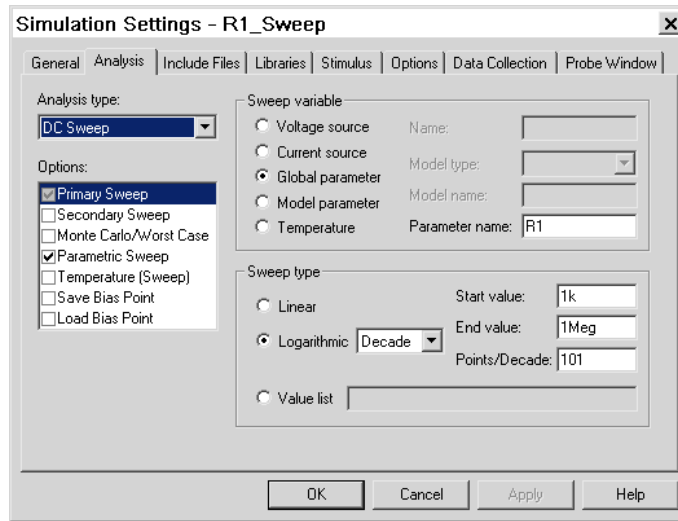 Simulation Settings - R1_Sweep
General Analysis Include Files Libraries Stimulus Options Data Collection Probe Window
Analysis type:
DC Sweep
Options:
Primary Sweep
Secondary Sweep
Monte Carlo/Worst Case
Parametric Sweep
Temperature (Sweep)
Save Bias Point
Load Bias Point
Sweep variable
Voltage source
Current source
Global parameter
Model parameter
Temperature
Name:
Model type:
Model name:
Parameter name: R1
Sweep type
Linear
Logarithmic Decade
Value list
Start value: 1k
End value: 1Meg
Points/Decade: 101
OK Cancel Apply Help